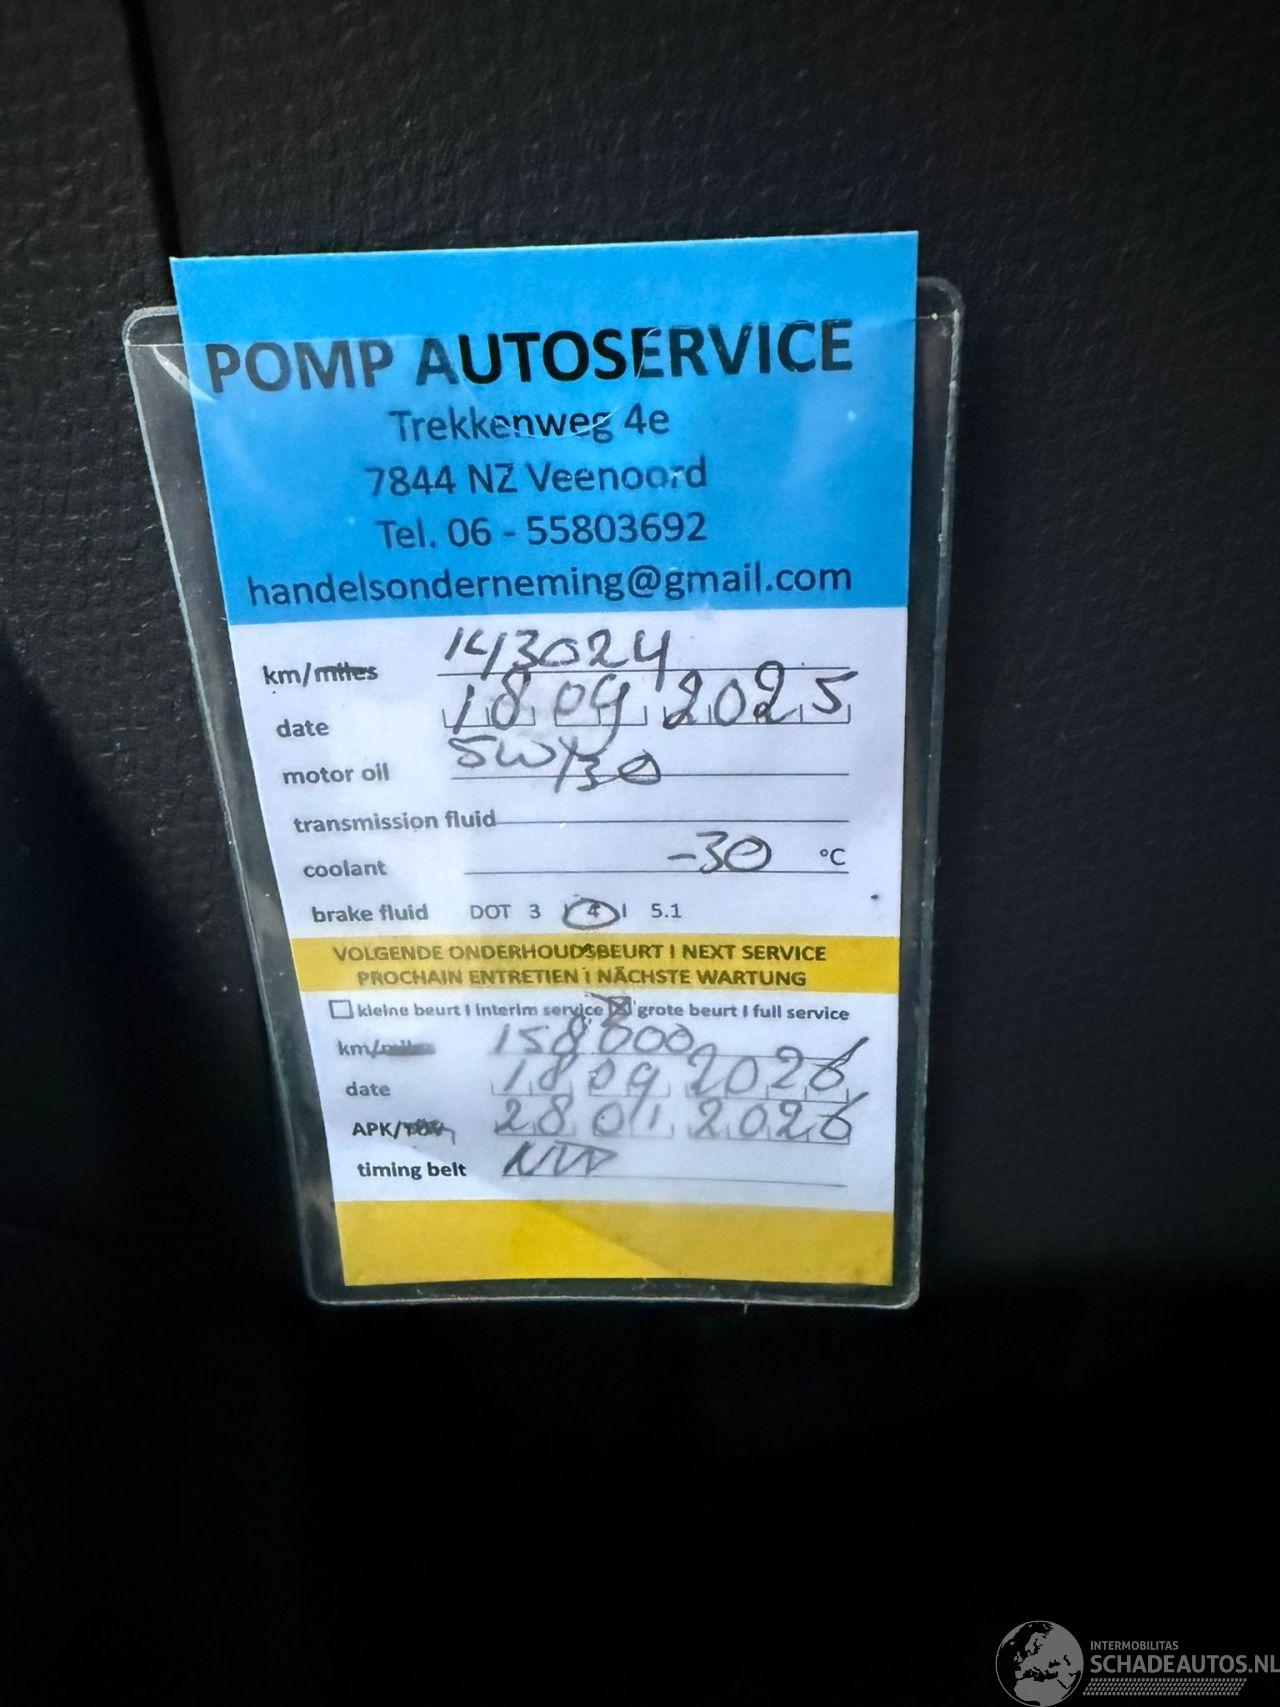 POMP AUTOSERVICE
Trekkenweg 4e
7844 NZ Veenoord
Tel. 06 - 55803692
handelsonderneming@gmail.com
km/miles 143024
date 18 09 2025
motor oil 5W/30
transmission fluid
coolant -30 °C
brake fluid DOT 3 I 4 I 5.1
VOLGENDE ONDERHOUDSBEURT I NEXT SERVICE
PROCHAIN ENTRETIEN I NÄCHSTE WARTUNG
kleine beurt I interim service grote beurt I full service
km/miles 158000
date 18 09 2026
APK/ 28 01 2026
timing belt
INTERMOBILITAS
SCHADEAUTOS.NL